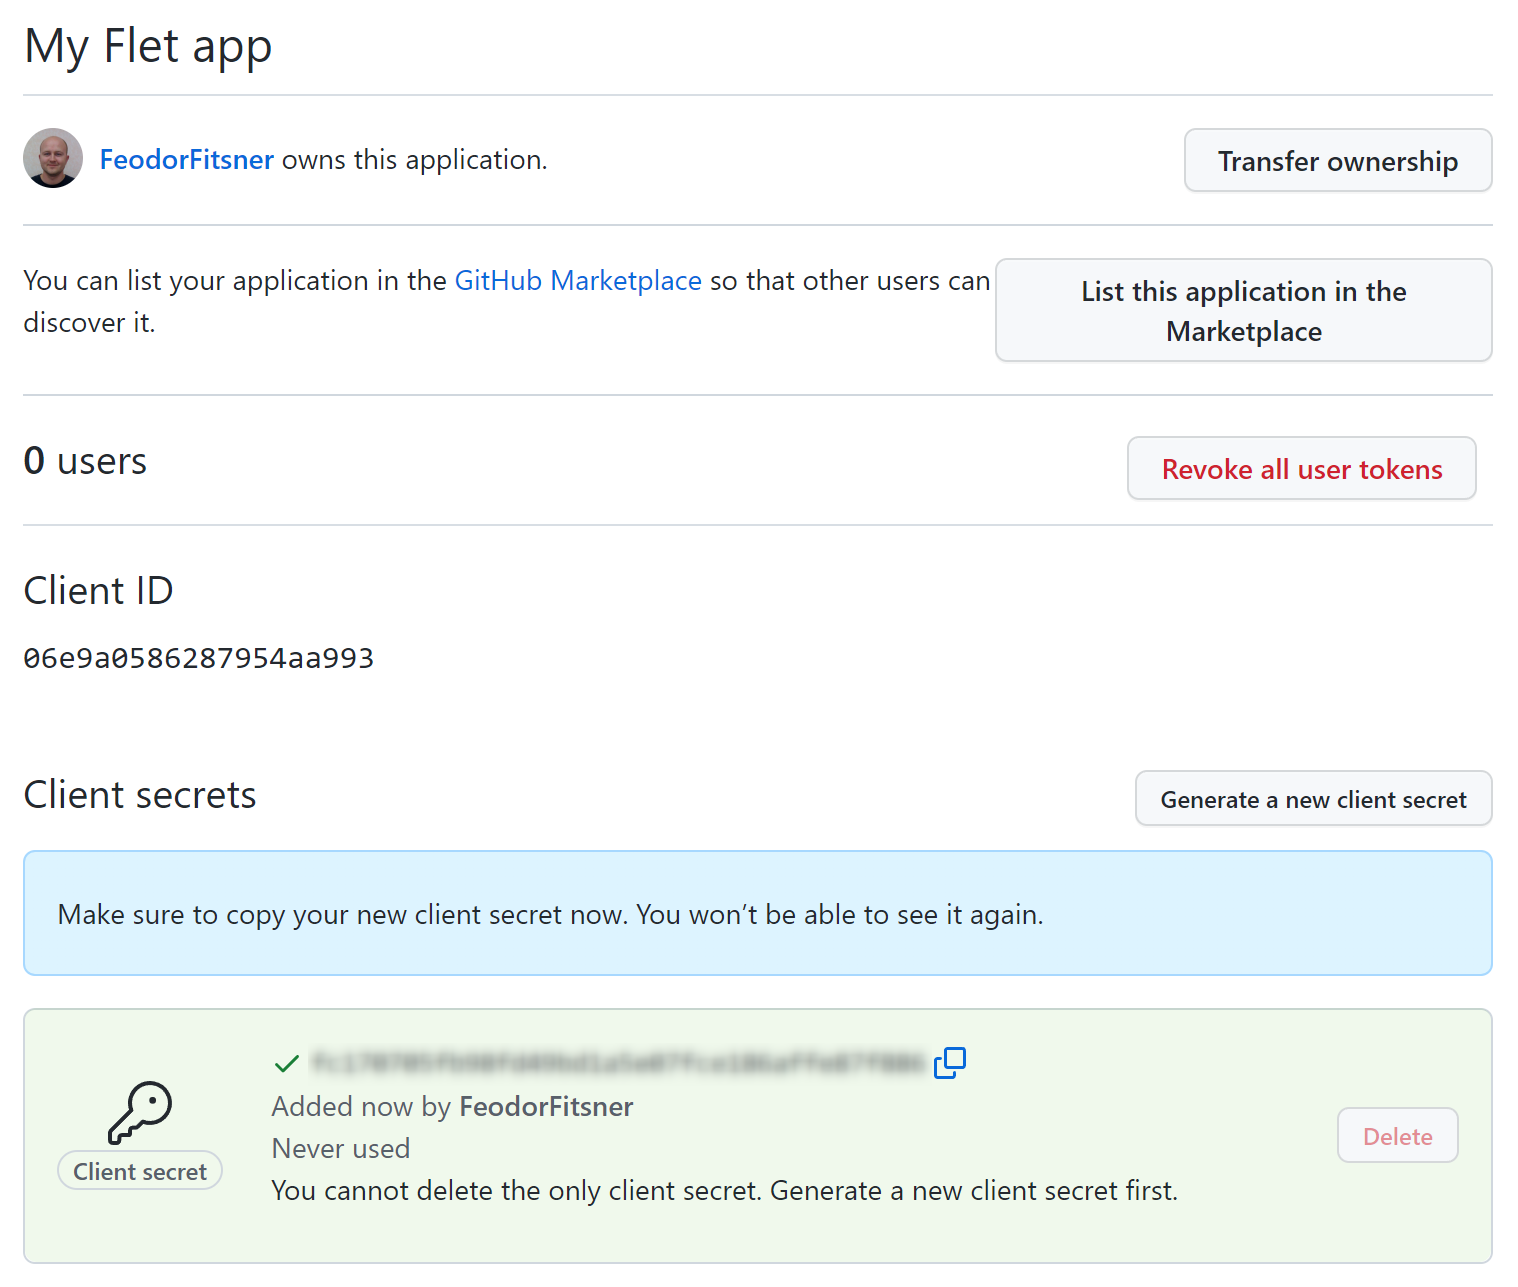 My Flet app
FeodorFitsner owns this application.
Transfer ownership
You can list your application in the GitHub Marketplace so that other users can
discover it.
List this application in the
Marketplace
0 users
Revoke all user tokens
Client ID
06e9a0586287954aa993
Client secrets
Generate a new client secret
Make sure to copy your new client secret now. You won’t be able to see it again.
Added now by FeodorFitsner
Never used
You cannot delete the only client secret. Generate a new client secret first.
Client secret
Delete